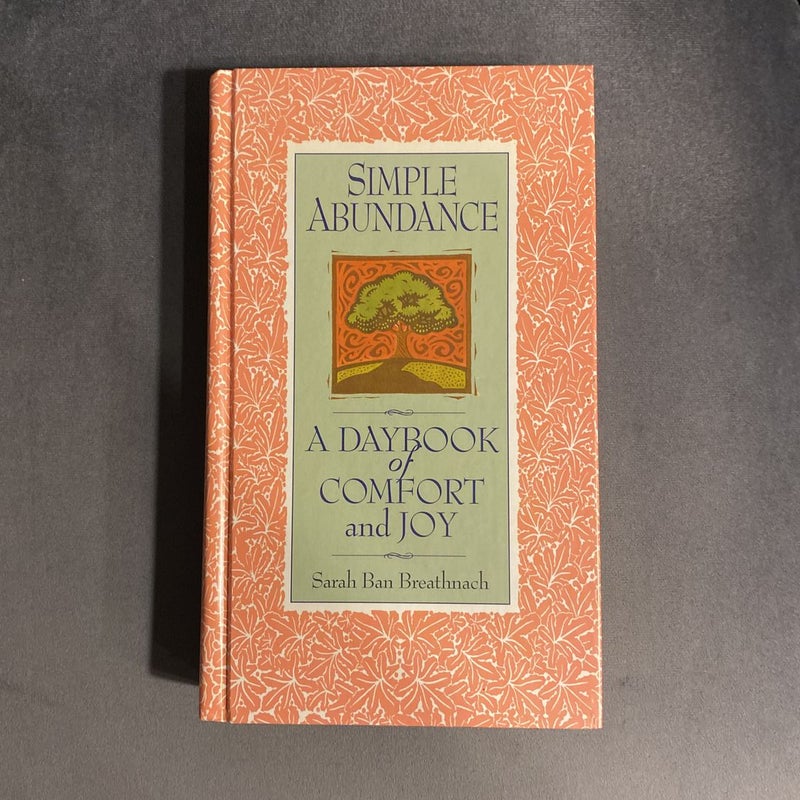 SIMPLE
ABUNDANCE
A DAYBOOK
of
COMFORT
and JOY
Sarah Ban Breathnach